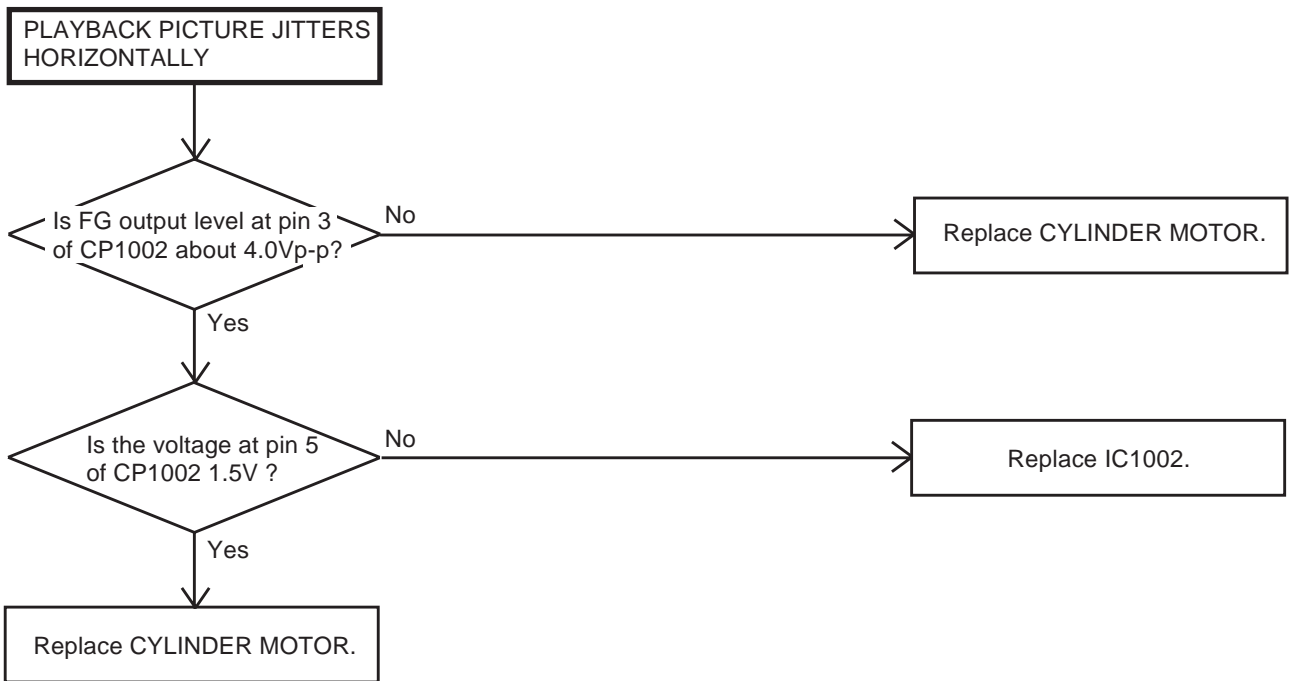 PLAYBACK PICTURE JITTERS
HORIZONTALLY
Is FG output level at pin 3
of CP1002 about 4.0Vp-p?
No
Replace CYLINDER MOTOR.
Yes
Is the voltage at pin 5
of CP1002 1.5V ?
No
Replace IC1002.
Yes
Replace CYLINDER MOTOR.